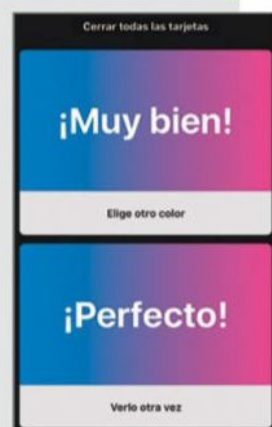 Cerrar todas las tarjetas
¡Muy bien!
Elige otro color
¡Perfecto!
Verlo otra vez